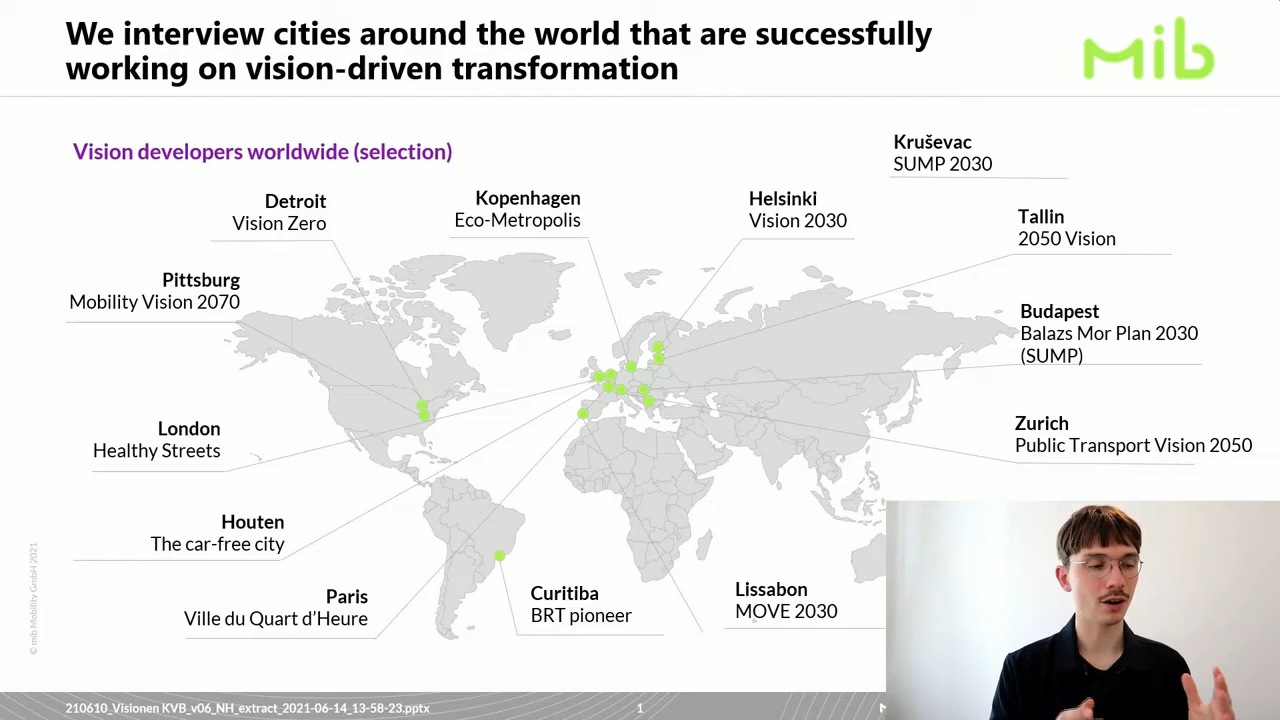 We interview cities around the world that are successfully
working on vision-driven transformation
mib
Vision developers worldwide (selection)
Kruševac
SUMP 2030
Detroit
Vision Zero
Kopenhagen
Eco-Metropolis
Helsinki
Vision 2030
Tallin
2050 Vision
Pittsburg
Mobility Vision 2070
Budapest
Balazs Mor Plan 2030
(SUMP)
London
Healthy Streets
Zurich
Public Transport Vision 2050
Houten
The car-free city
Paris
Ville du Quart d’Heure
Curitiba
BRT pioneer
Lissabon
MOVE 2030
© mib Mobility GmbH 2021
210610_Visionen KVB_v06_NH_extract_2021-06-14_13-58-23.pptx
1